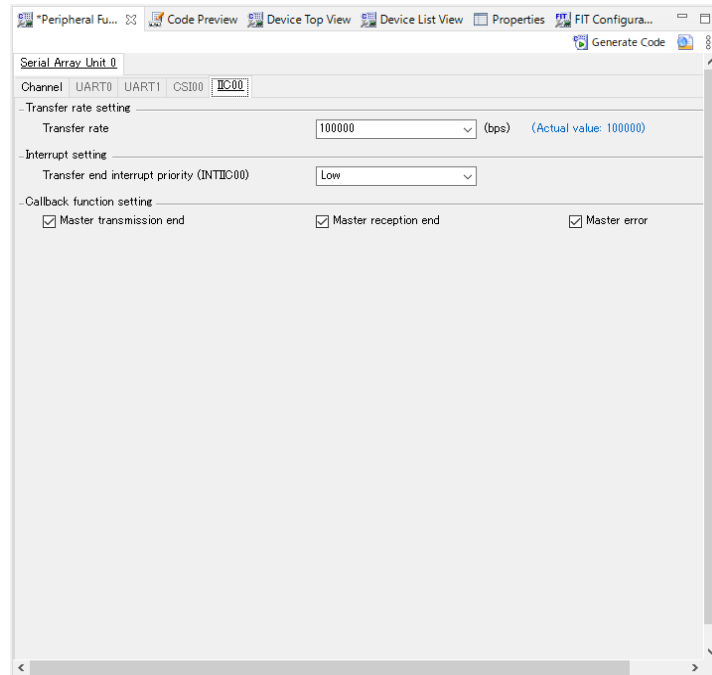 *Peripheral Fu... Code Preview Device Top View Device List View Properties FIT Configura...
Generate Code
Serial Array Unit 0
Channel UART0 UART1 CSI00 IIC00
Transfer rate setting
Transfer rate 100000 (bps) (Actual value: 100000)
Interrupt setting
Transfer end interrupt priority (INTIIC00) Low
Callback function setting
Master transmission end Master reception end Master error